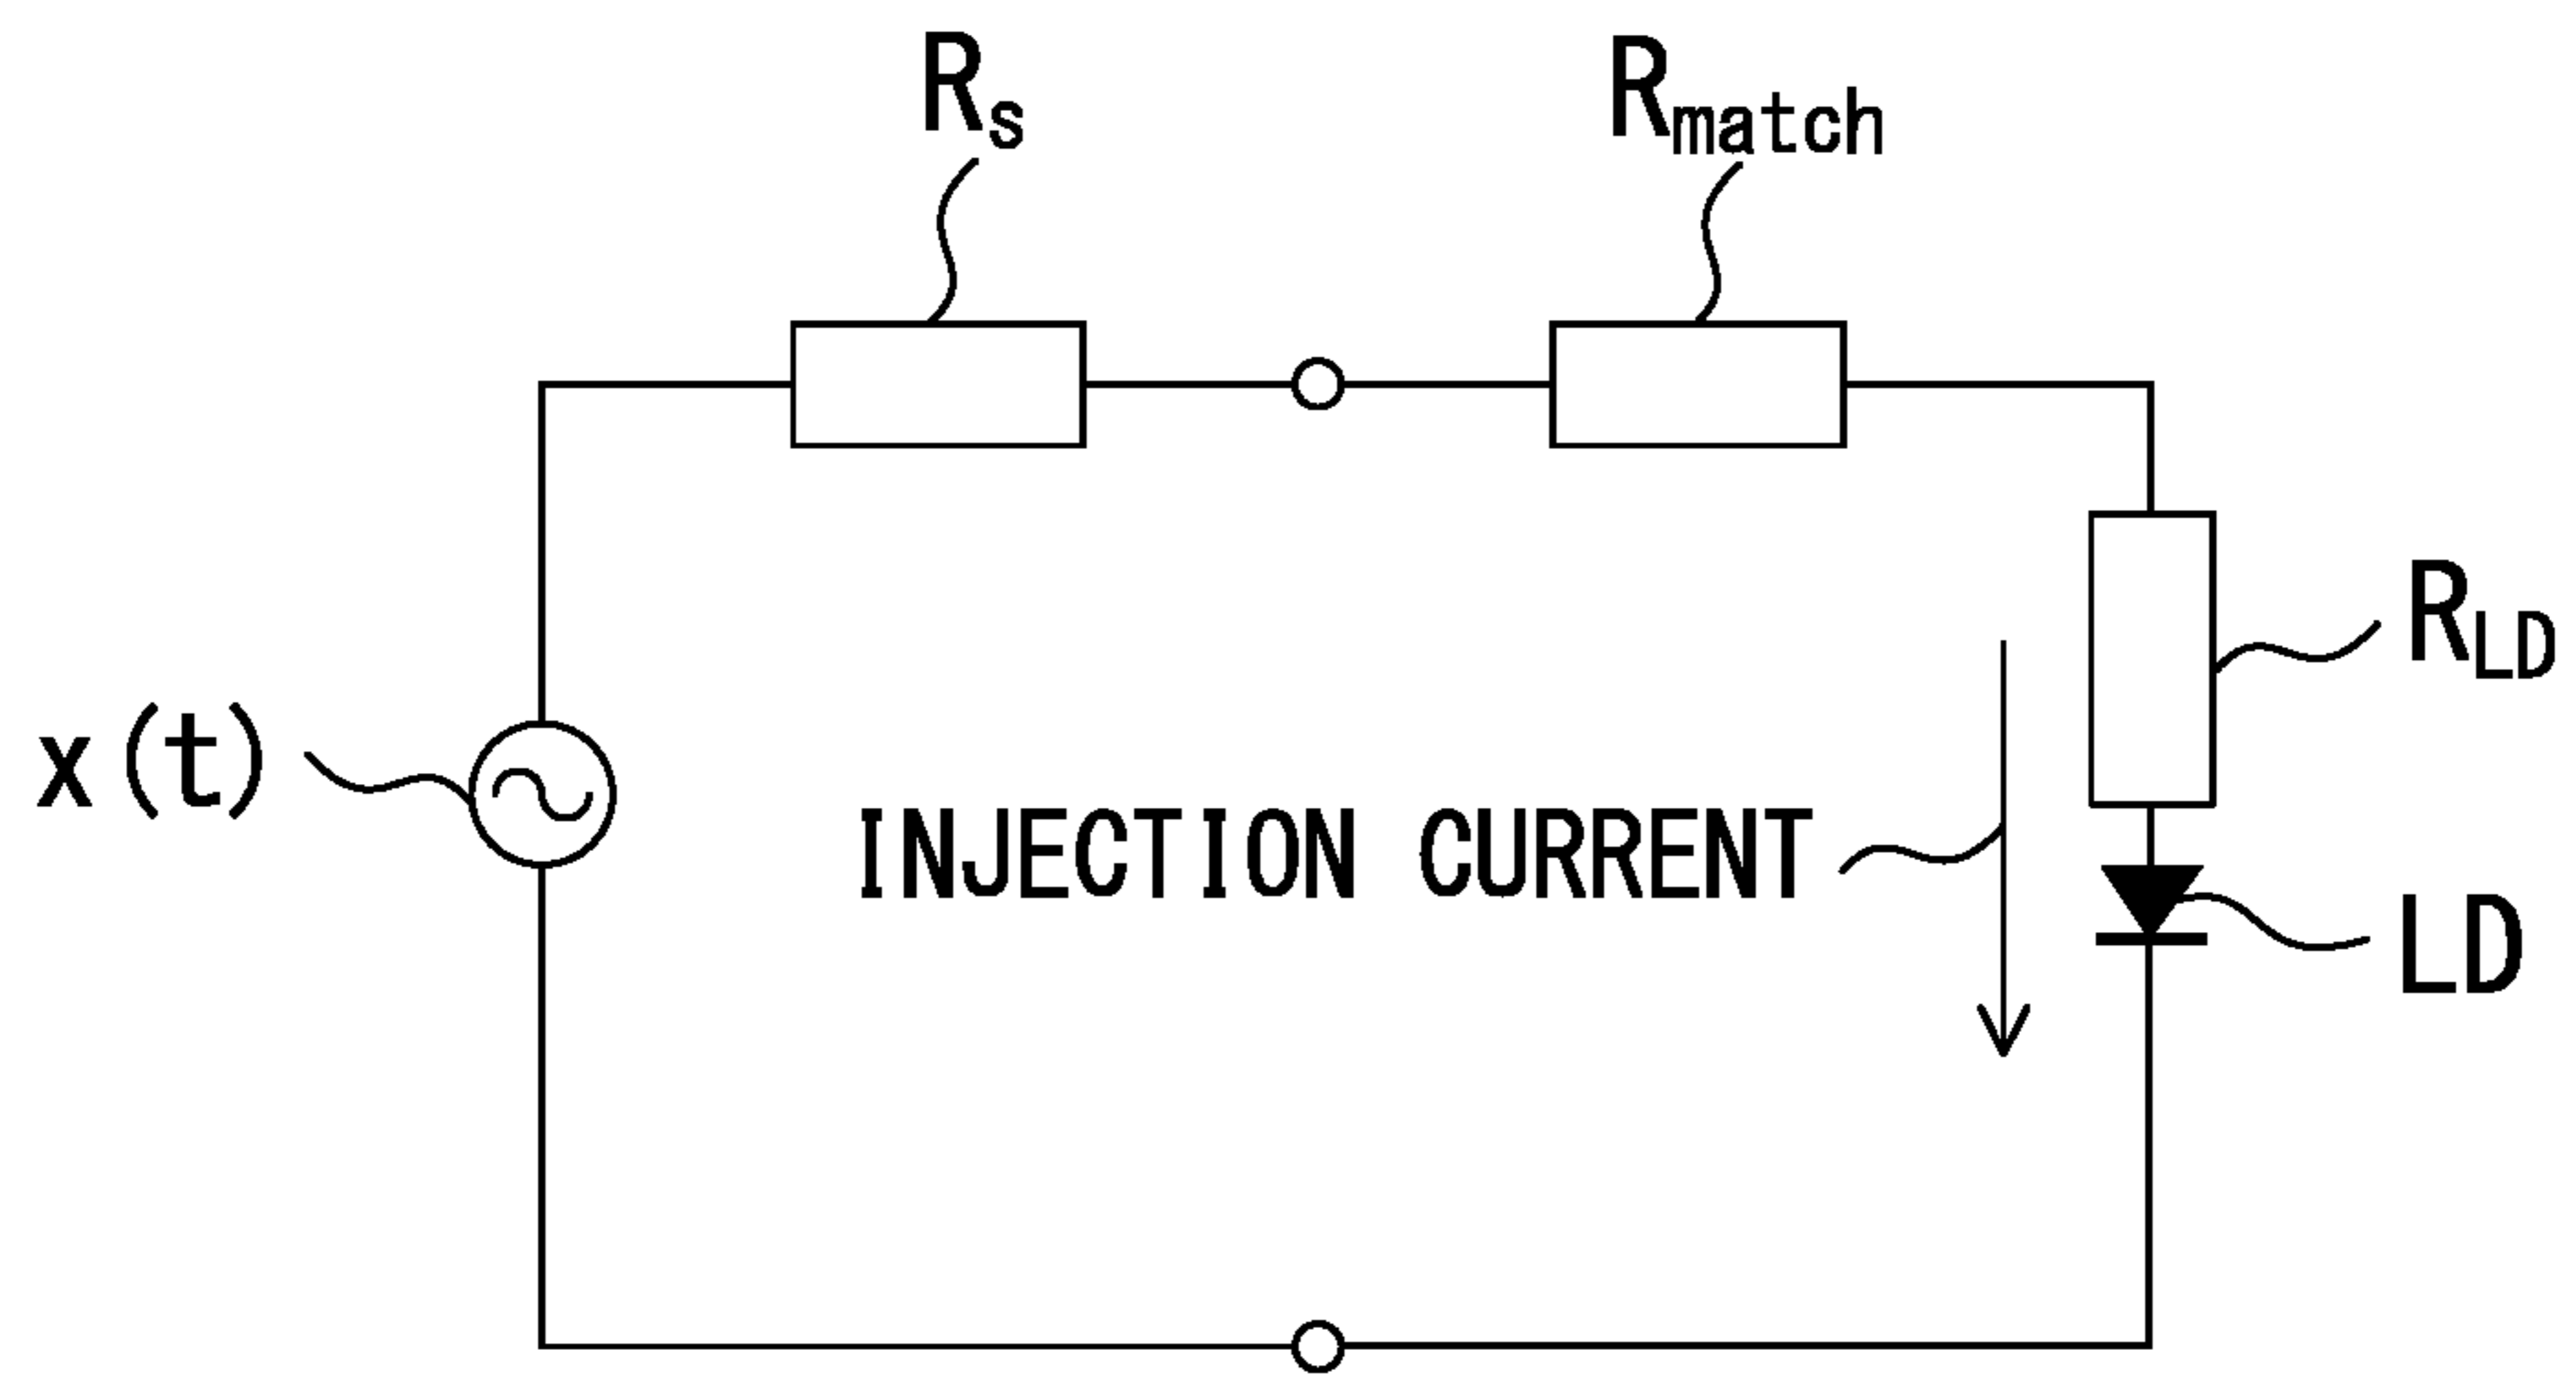 Rs
Rmatch
RLD
x(t)
INJECTION CURRENT
LD